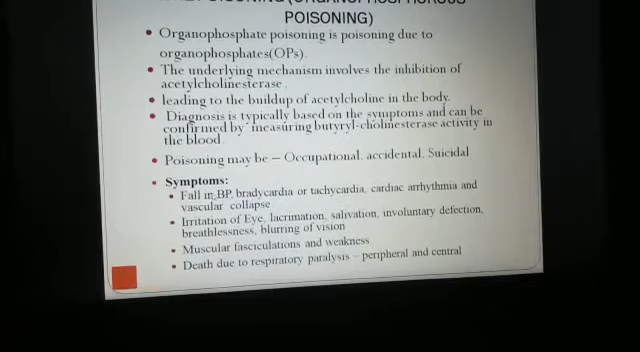 POISONING)
• Organophosphate poisoning is poisoning due to
organophosphates(OPs).
• The underlying mechanism involves the inhibition of
acetylcholinesterase ,
• leading to the buildup of acetylcholine in the body.
• Diagnosis is typically based on the symptoms and can be
confirmed by measuring butyryl-cholinesterase activity in
the blood
• Poisoning may be – Occupational, accidental, Suicidal
• Symptoms:
• Fall in BP, bradycardia or tachycardia, cardiac arrhythmia and
vascular collapse
• Irritation of Eye, lacrimation, salivation, involuntary defection,
breathlessness, blurring of vision
• Muscular fasciculations and weakness
• Death due to respiratory paralysis – peripheral and central